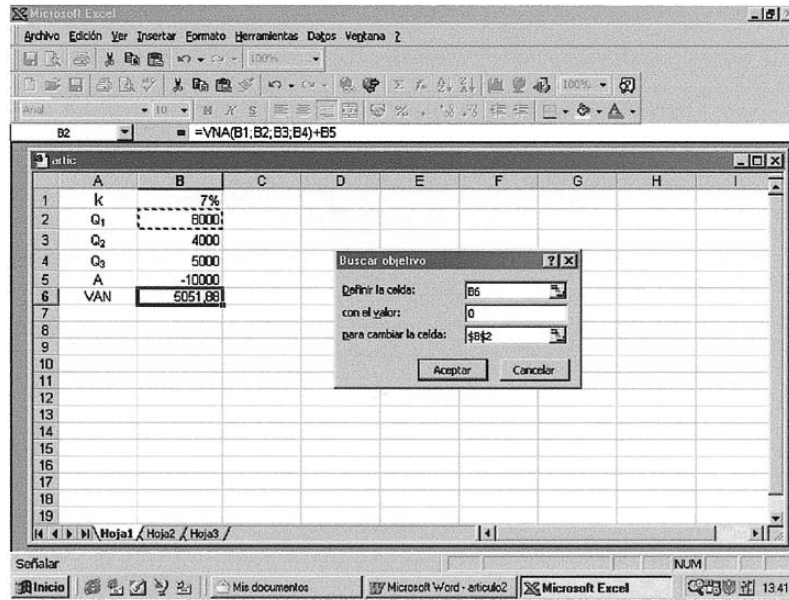 Microsoft Excel
Archivo Edición Ver Insertar Formato Herramientas Datos Ventana ?
100%
100%
Arial 10 N K S
B2 = =VNA(B1;B2;B3;B4)+B5
artic
A B C D E F G H I
1 k 7%
2 Q₁ 8000
3 Q₂ 4000
4 Q₃ 5000
5 A -10000
6 VAN 5051,88
7
8
9
10
11
12
13
14
15
16
17
18
19
Buscar objetivo
Definir la celda: B6
con el valor: 0
para cambiar la celda: $B$2
Aceptar Cancelar
Hoja1 Hoja2 Hoja3
Señalar NUM
Inicio Mis documentos Microsoft Word - articulo2 Microsoft Excel 13:41